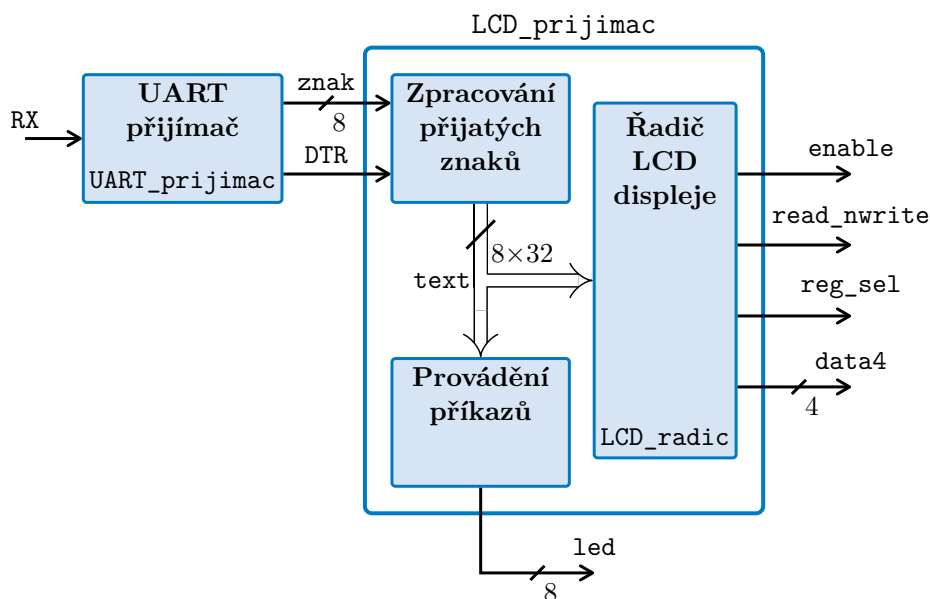 LCD_prijimac
RX
UART
přijímač
UART_prijimac
znak
8
DTR
Zpracování
přijatých
znaků
8×32
text
Provádění
příkazů
Řadič
LCD
displeje
LCD_radic
enable
read_nwrite
reg_sel
data4
4
led
8